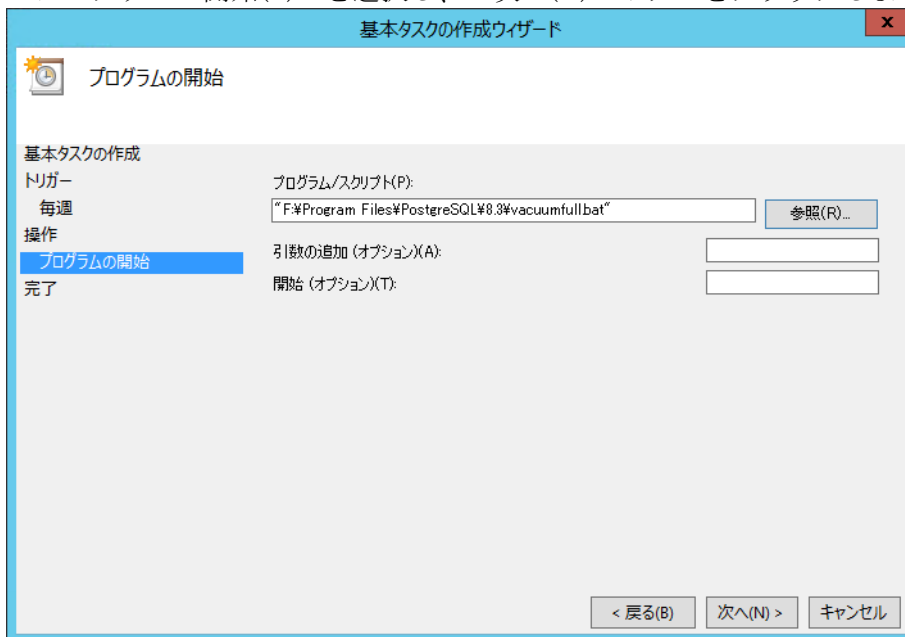 基本タスクの作成ウィザード
x
プログラムの開始
基本タスクの作成
トリガー
毎週
操作
プログラムの開始
完了
プログラム/スクリプト(P):
"F:¥Program Files¥PostgreSQL¥8.3¥vacuumfull.bat"
参照(R)...
引数の追加 (オプション)(A):
開始 (オプション)(T):
< 戻る(B)
次へ(N) >
キャンセル